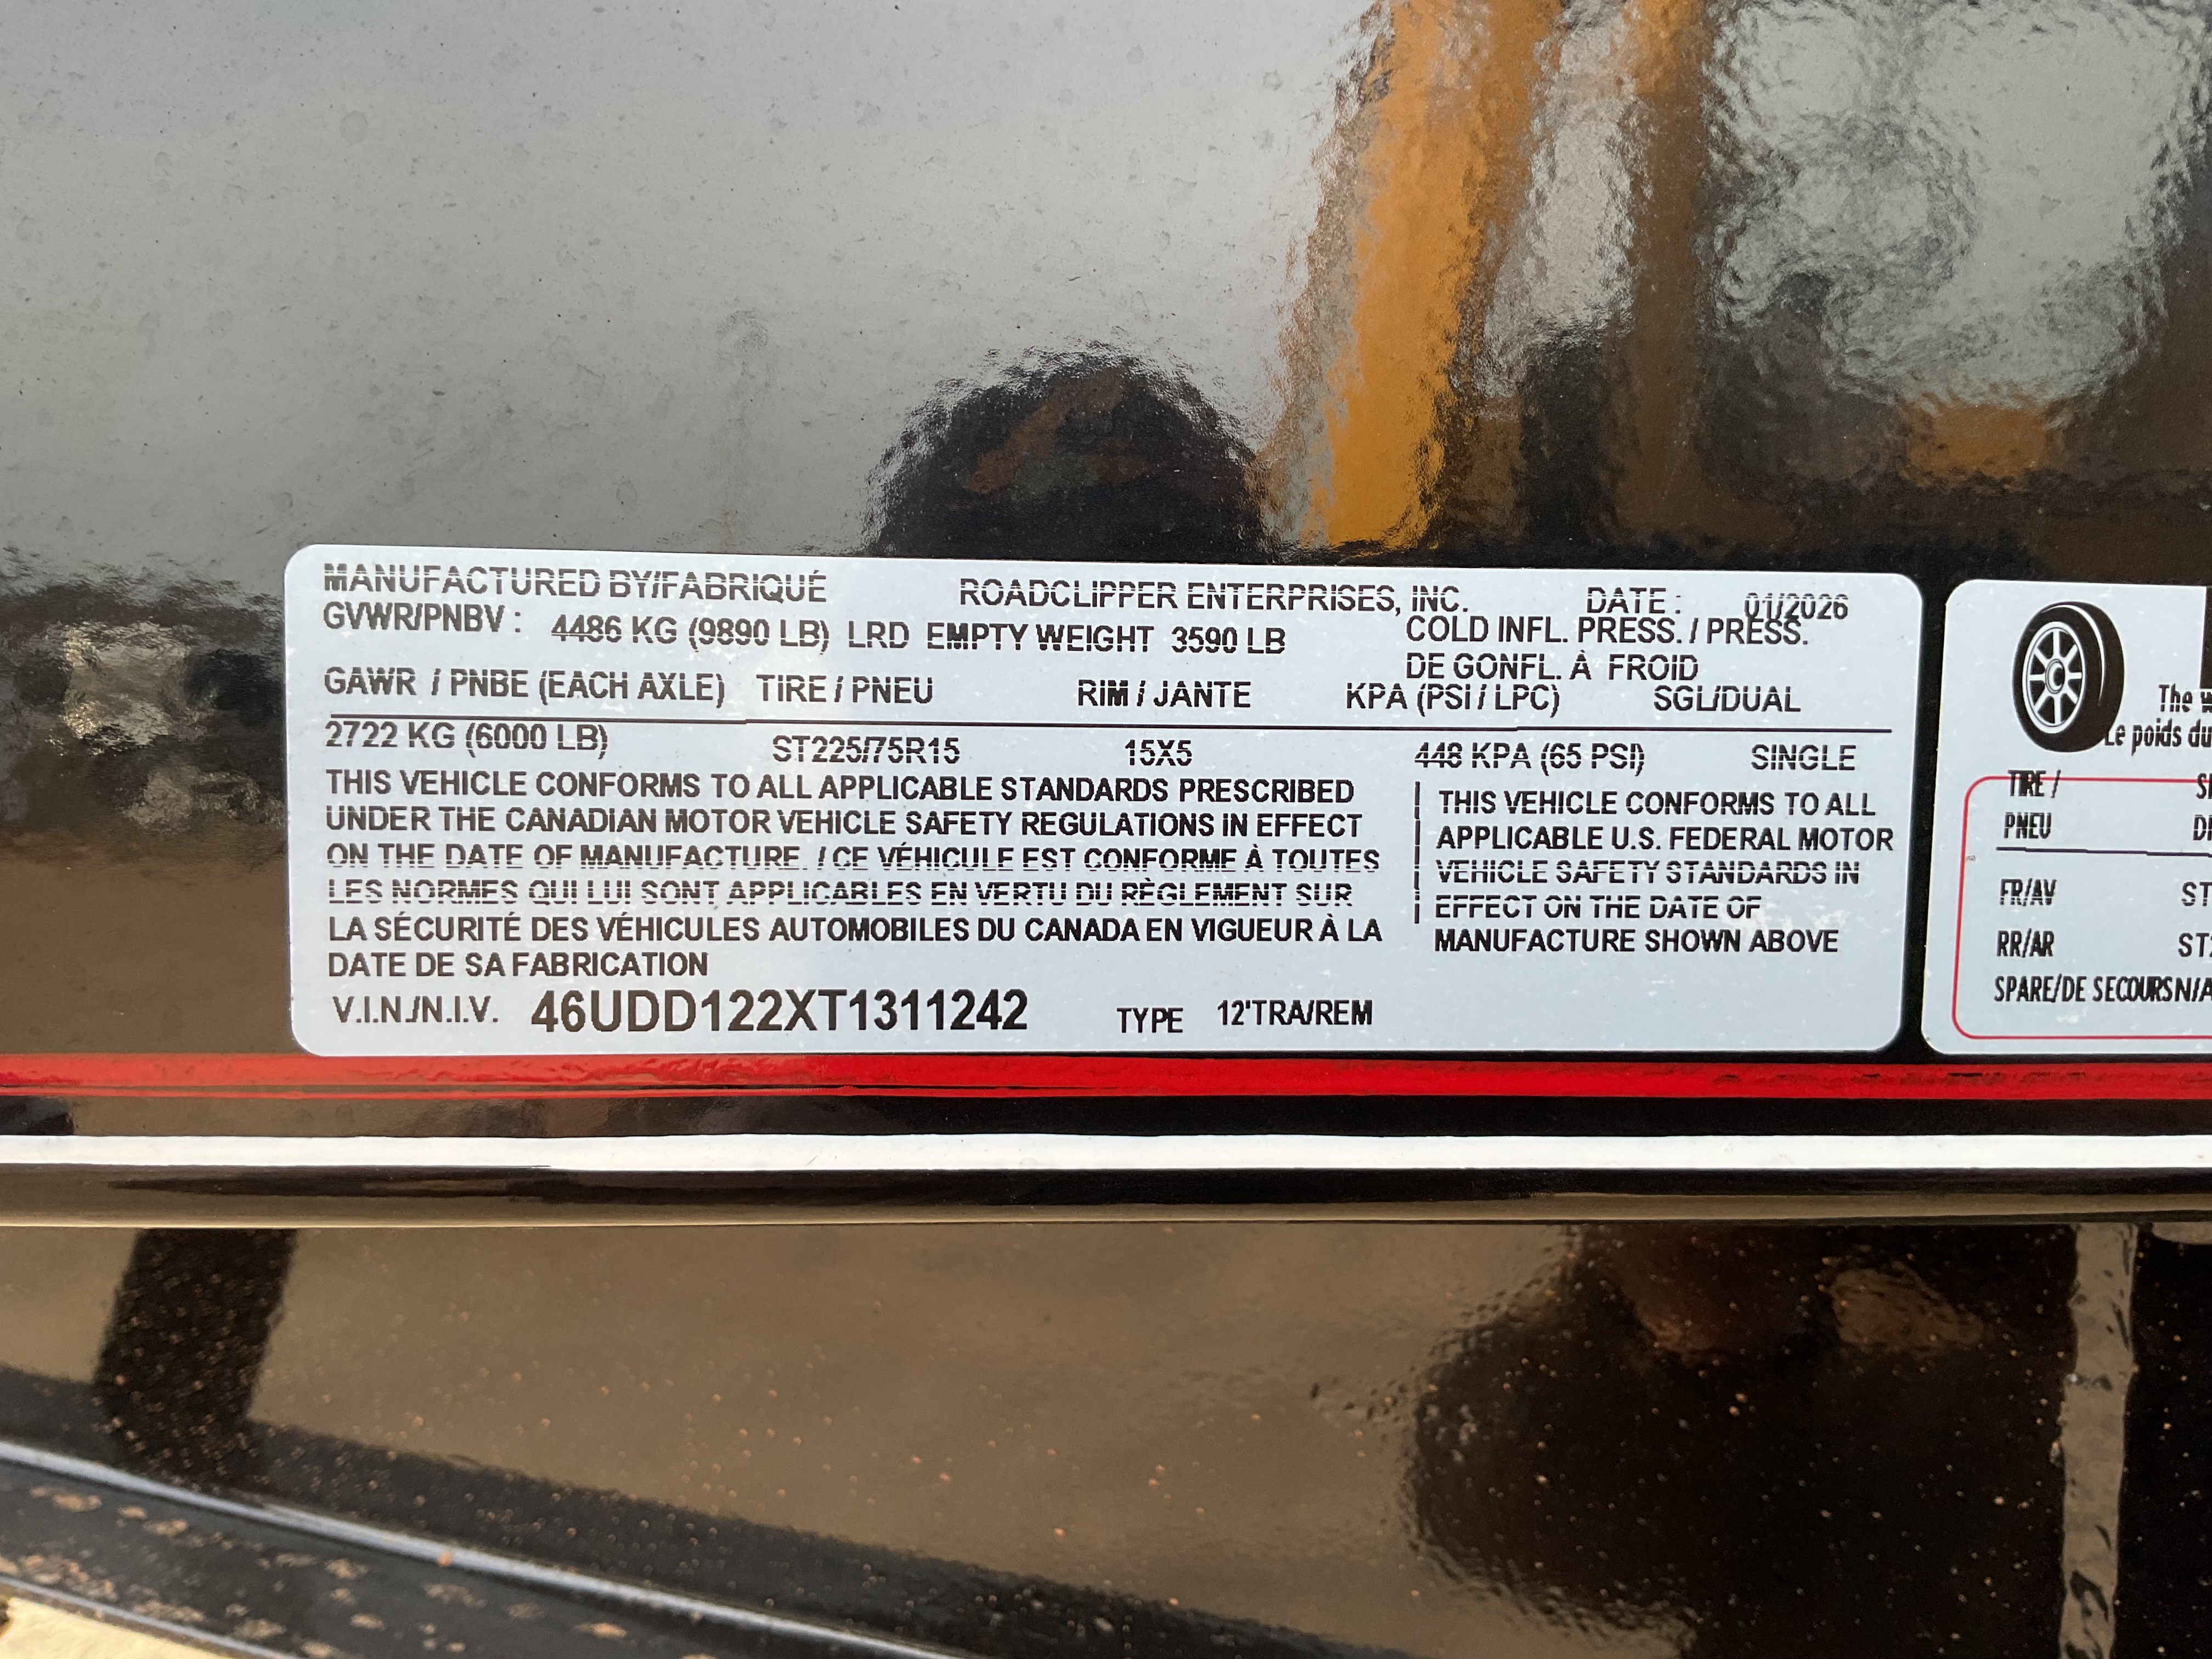 MANUFACTURED BY/FABRIQUÉ ROADCLIPPER ENTERPRISES, INC. DATE : 01/2026
GVWR/PNBV : 4486 KG (9890 LB) LRD EMPTY WEIGHT 3590 LB
COLD INFL. PRESS. / PRESS.
DE GONFL. À FROID
GAWR / PNBE (EACH AXLE) TIRE / PNEU RIM / JANTE KPA (PSI / LPC) SGL/DUAL
2722 KG (6000 LB) ST225/75R15 15X5 448 KPA (65 PSI) SINGLE
THIS VEHICLE CONFORMS TO ALL APPLICABLE STANDARDS PRESCRIBED
UNDER THE CANADIAN MOTOR VEHICLE SAFETY REGULATIONS IN EFFECT
ON THE DATE OF MANUFACTURE. / CE VÉHICULE EST CONFORME À TOUTES
LES NORMES QUI LUI SONT APPLICABLES EN VERTU DU RÈGLEMENT SUR
LA SÉCURITÉ DES VÉHICULES AUTOMOBILES DU CANADA EN VIGUEUR À LA
DATE DE SA FABRICATION
THIS VEHICLE CONFORMS TO ALL
APPLICABLE U.S. FEDERAL MOTOR
VEHICLE SAFETY STANDARDS IN
EFFECT ON THE DATE OF
MANUFACTURE SHOWN ABOVE
V.I.N./N.I.V. 46UDD122XT1311242 TYPE 12'TRA/REM
The
Le poids du
TIRE /
PNEU
FR/AV
RR/AR
SPARE/DE SECOURS N/A